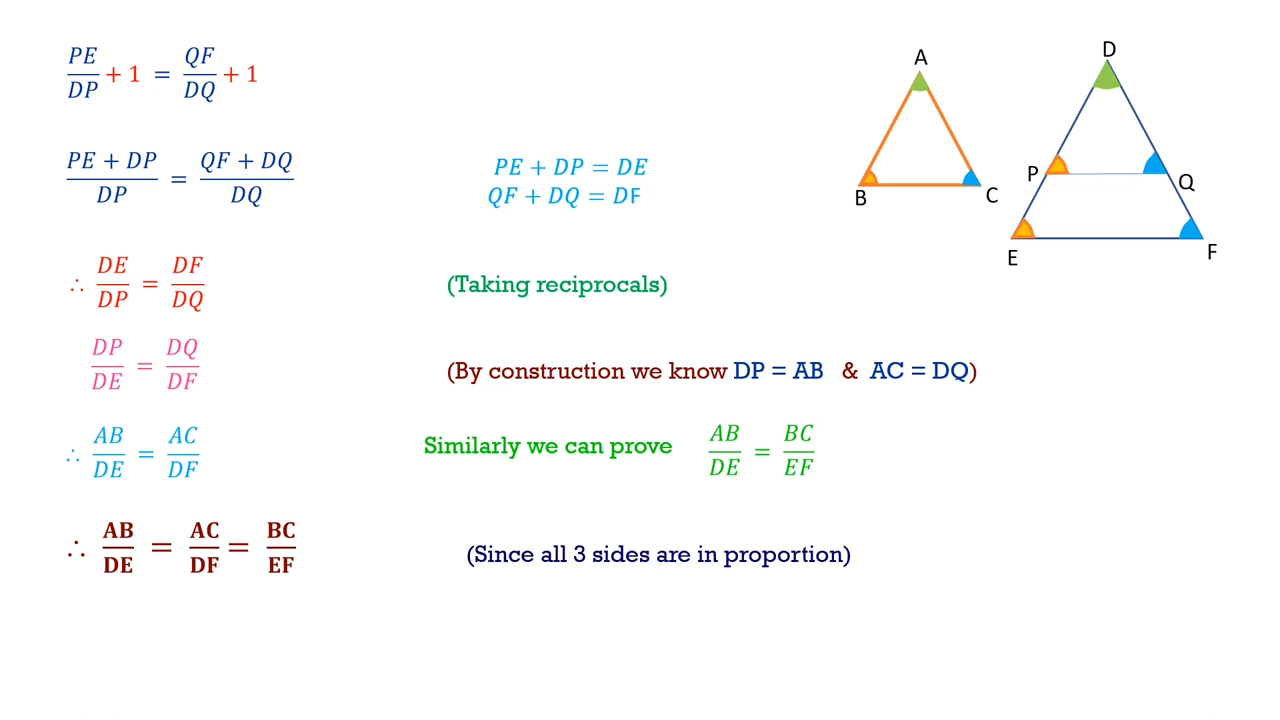 PE/DP + 1 = QF/DQ + 1
(PE + DP)/DP = (QF + DQ)/DQ
PE + DP = DE
QF + DQ = DF
∴ DE/DP = DF/DQ
(Taking reciprocals)
DP/DE = DQ/DF
(By construction we know DP = AB & AC = DQ)
∴ AB/DE = AC/DF
Similarly we can prove AB/DE = BC/EF
∴ AB/DE = AC/DF = BC/EF
(Since all 3 sides are in proportion)
A
B
C
D
P
Q
E
F